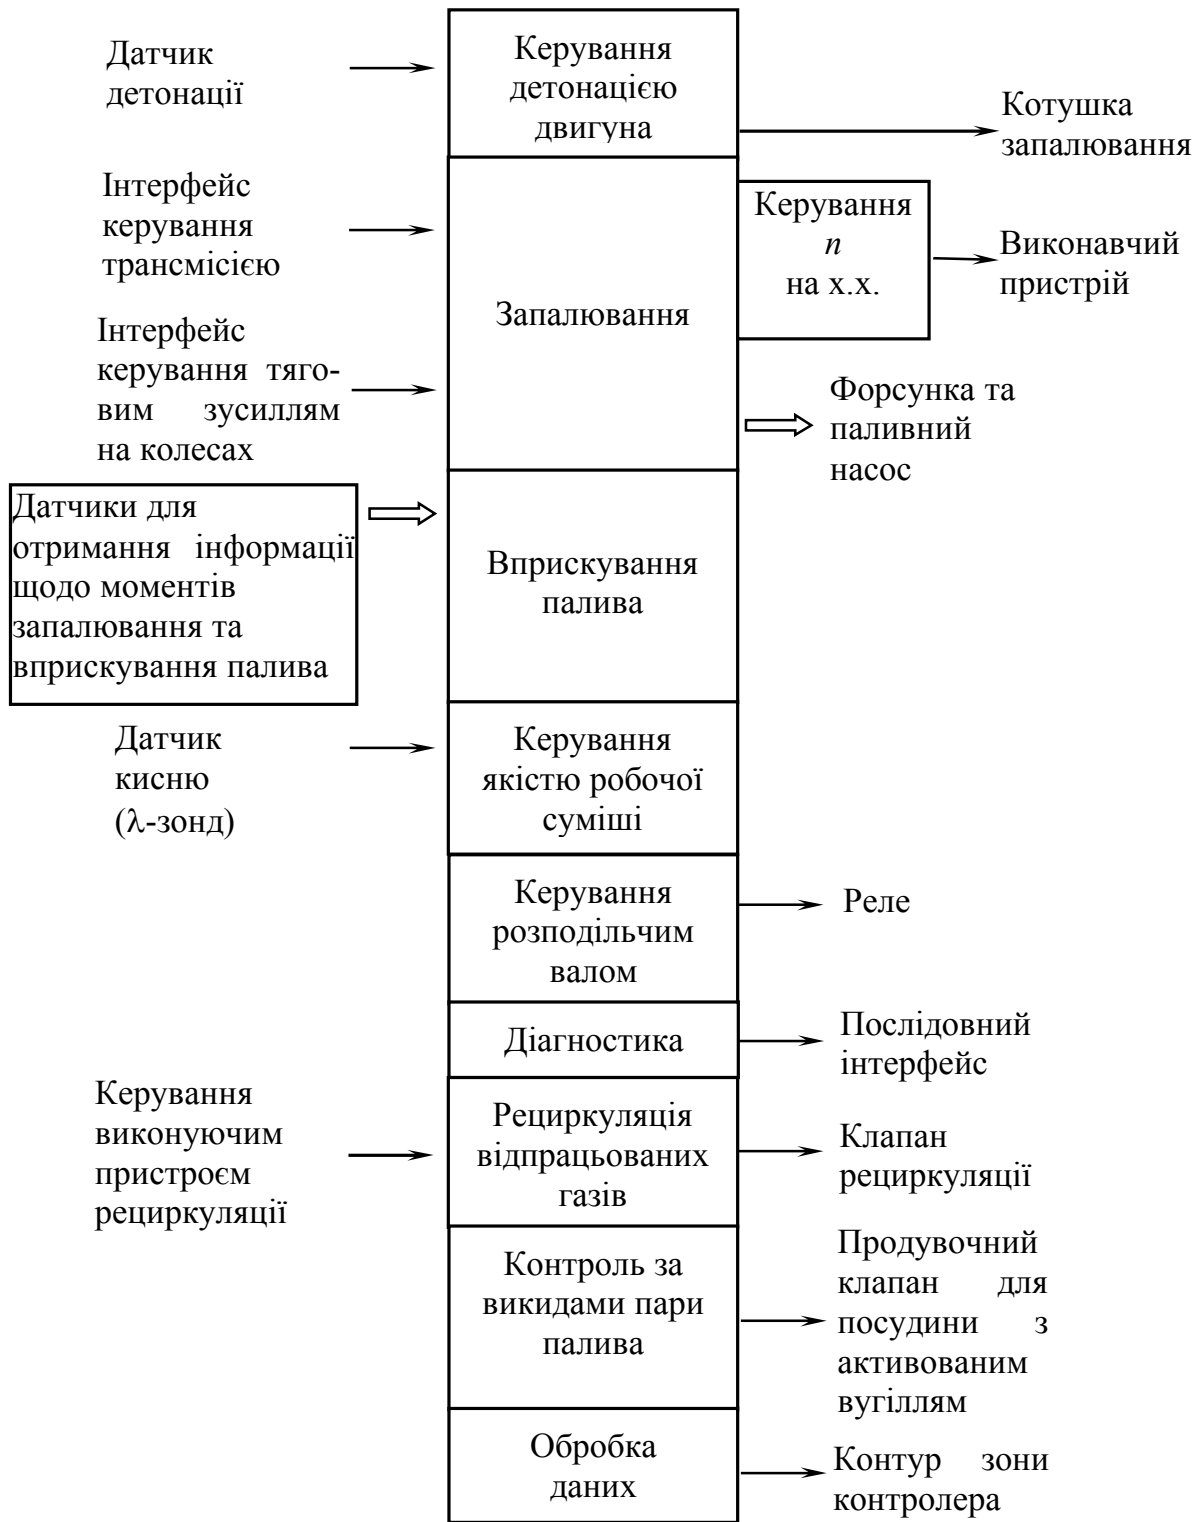 Датчик
детонації
Керування
детонацією
двигуна
Котушка
запалювання
Інтерфейс
керування
трансмісією
Запалювання
Керування
n
на х.х.
Виконавчий
пристрій
Інтерфейс
керування тяго-
вим зусиллям
на колесах
Форсунка та
паливний
насос
Датчики для
отримання інформації
щодо моментів
запалювання та
вприскування палива
Вприскування
палива
Датчик
кисню
(λ-зонд)
Керування
якістю робочої
суміші
Керування
розподільчим
валом
Реле
Діагностика
Послідовний
інтерфейс
Керування
виконуючим
пристроєм
рециркуляції
Рециркуляція
відпрацьованих
газів
Клапан
рециркуляції
Контроль за
викидами пари
палива
Продувочний
клапан для
посудини з
активованим
вугіллям
Обробка
даних
Контур зони
контролера